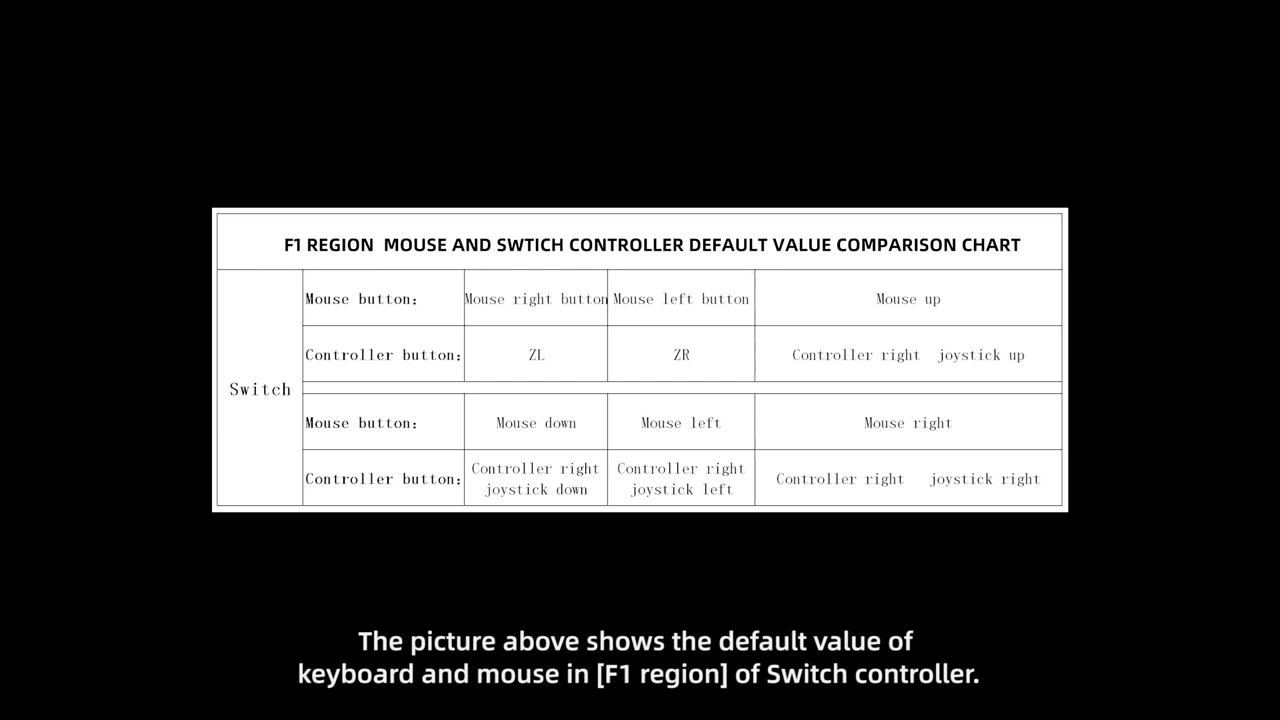 F1 REGION MOUSE AND SWTICH CONTROLLER DEFAULT VALUE COMPARISON CHART
Switch
Mouse button: Mouse right button Mouse left button Mouse up
Controller button: ZL ZR Controller right joystick up
Mouse button: Mouse down Mouse left Mouse right
Controller button: Controller right joystick down Controller right joystick left Controller right joystick right
The picture above shows the default value of
keyboard and mouse in [F1 region] of Switch controller.